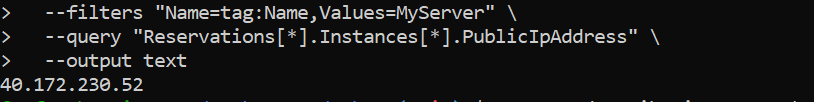 >   --filters "Name=tag:Name,Values=MyServer" \
>   --query "Reservations[*].Instances[*].PublicIpAddress" \
>   --output text
40.172.230.52